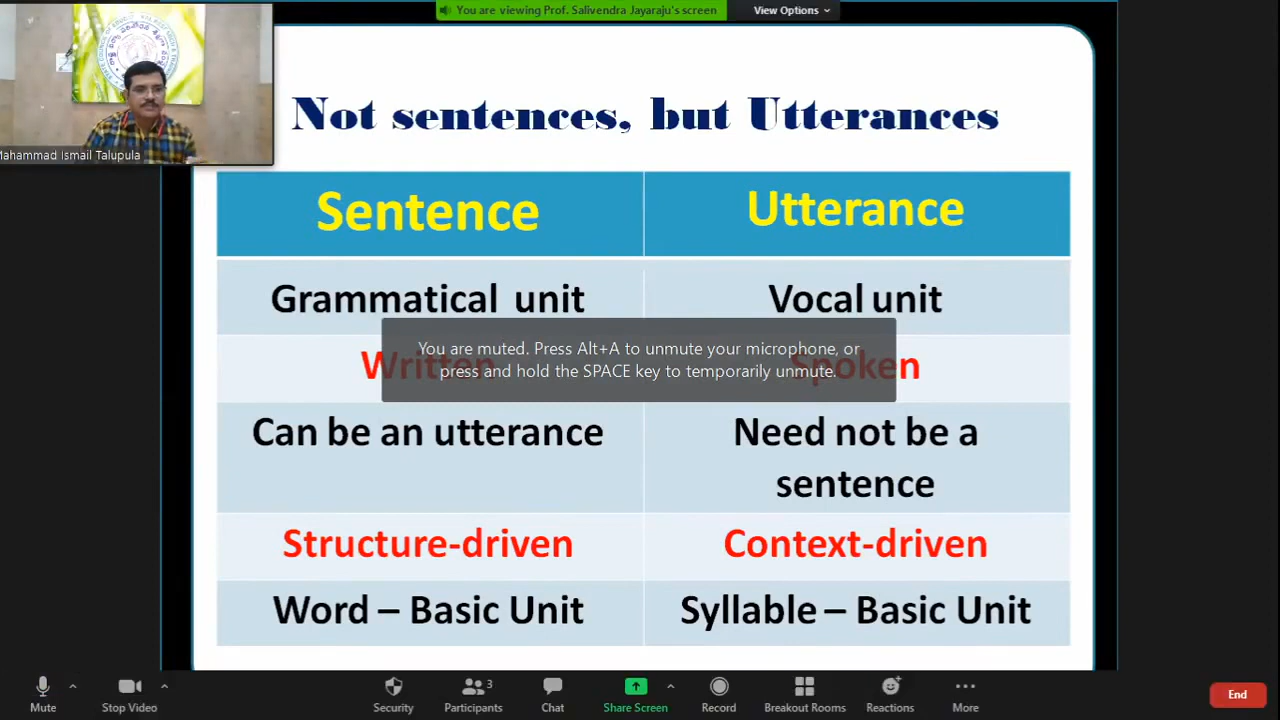 You are viewing Prof. Salivendra Jayaraju's screen
View Options
Mahammad Ismail Talupula
Not sentences, but Utterances
Sentence
Utterance
Grammatical unit
Vocal unit
You are muted. Press Alt+A to unmute your microphone, or
press and hold the SPACE key to temporarily unmute.
Written
Spoken
Can be an utterance
Need not be a
sentence
Structure-driven
Context-driven
Word – Basic Unit
Syllable – Basic Unit
Mute
Stop Video
Security
3
Participants
Chat
Share Screen
Record
Breakout Rooms
Reactions
More
End